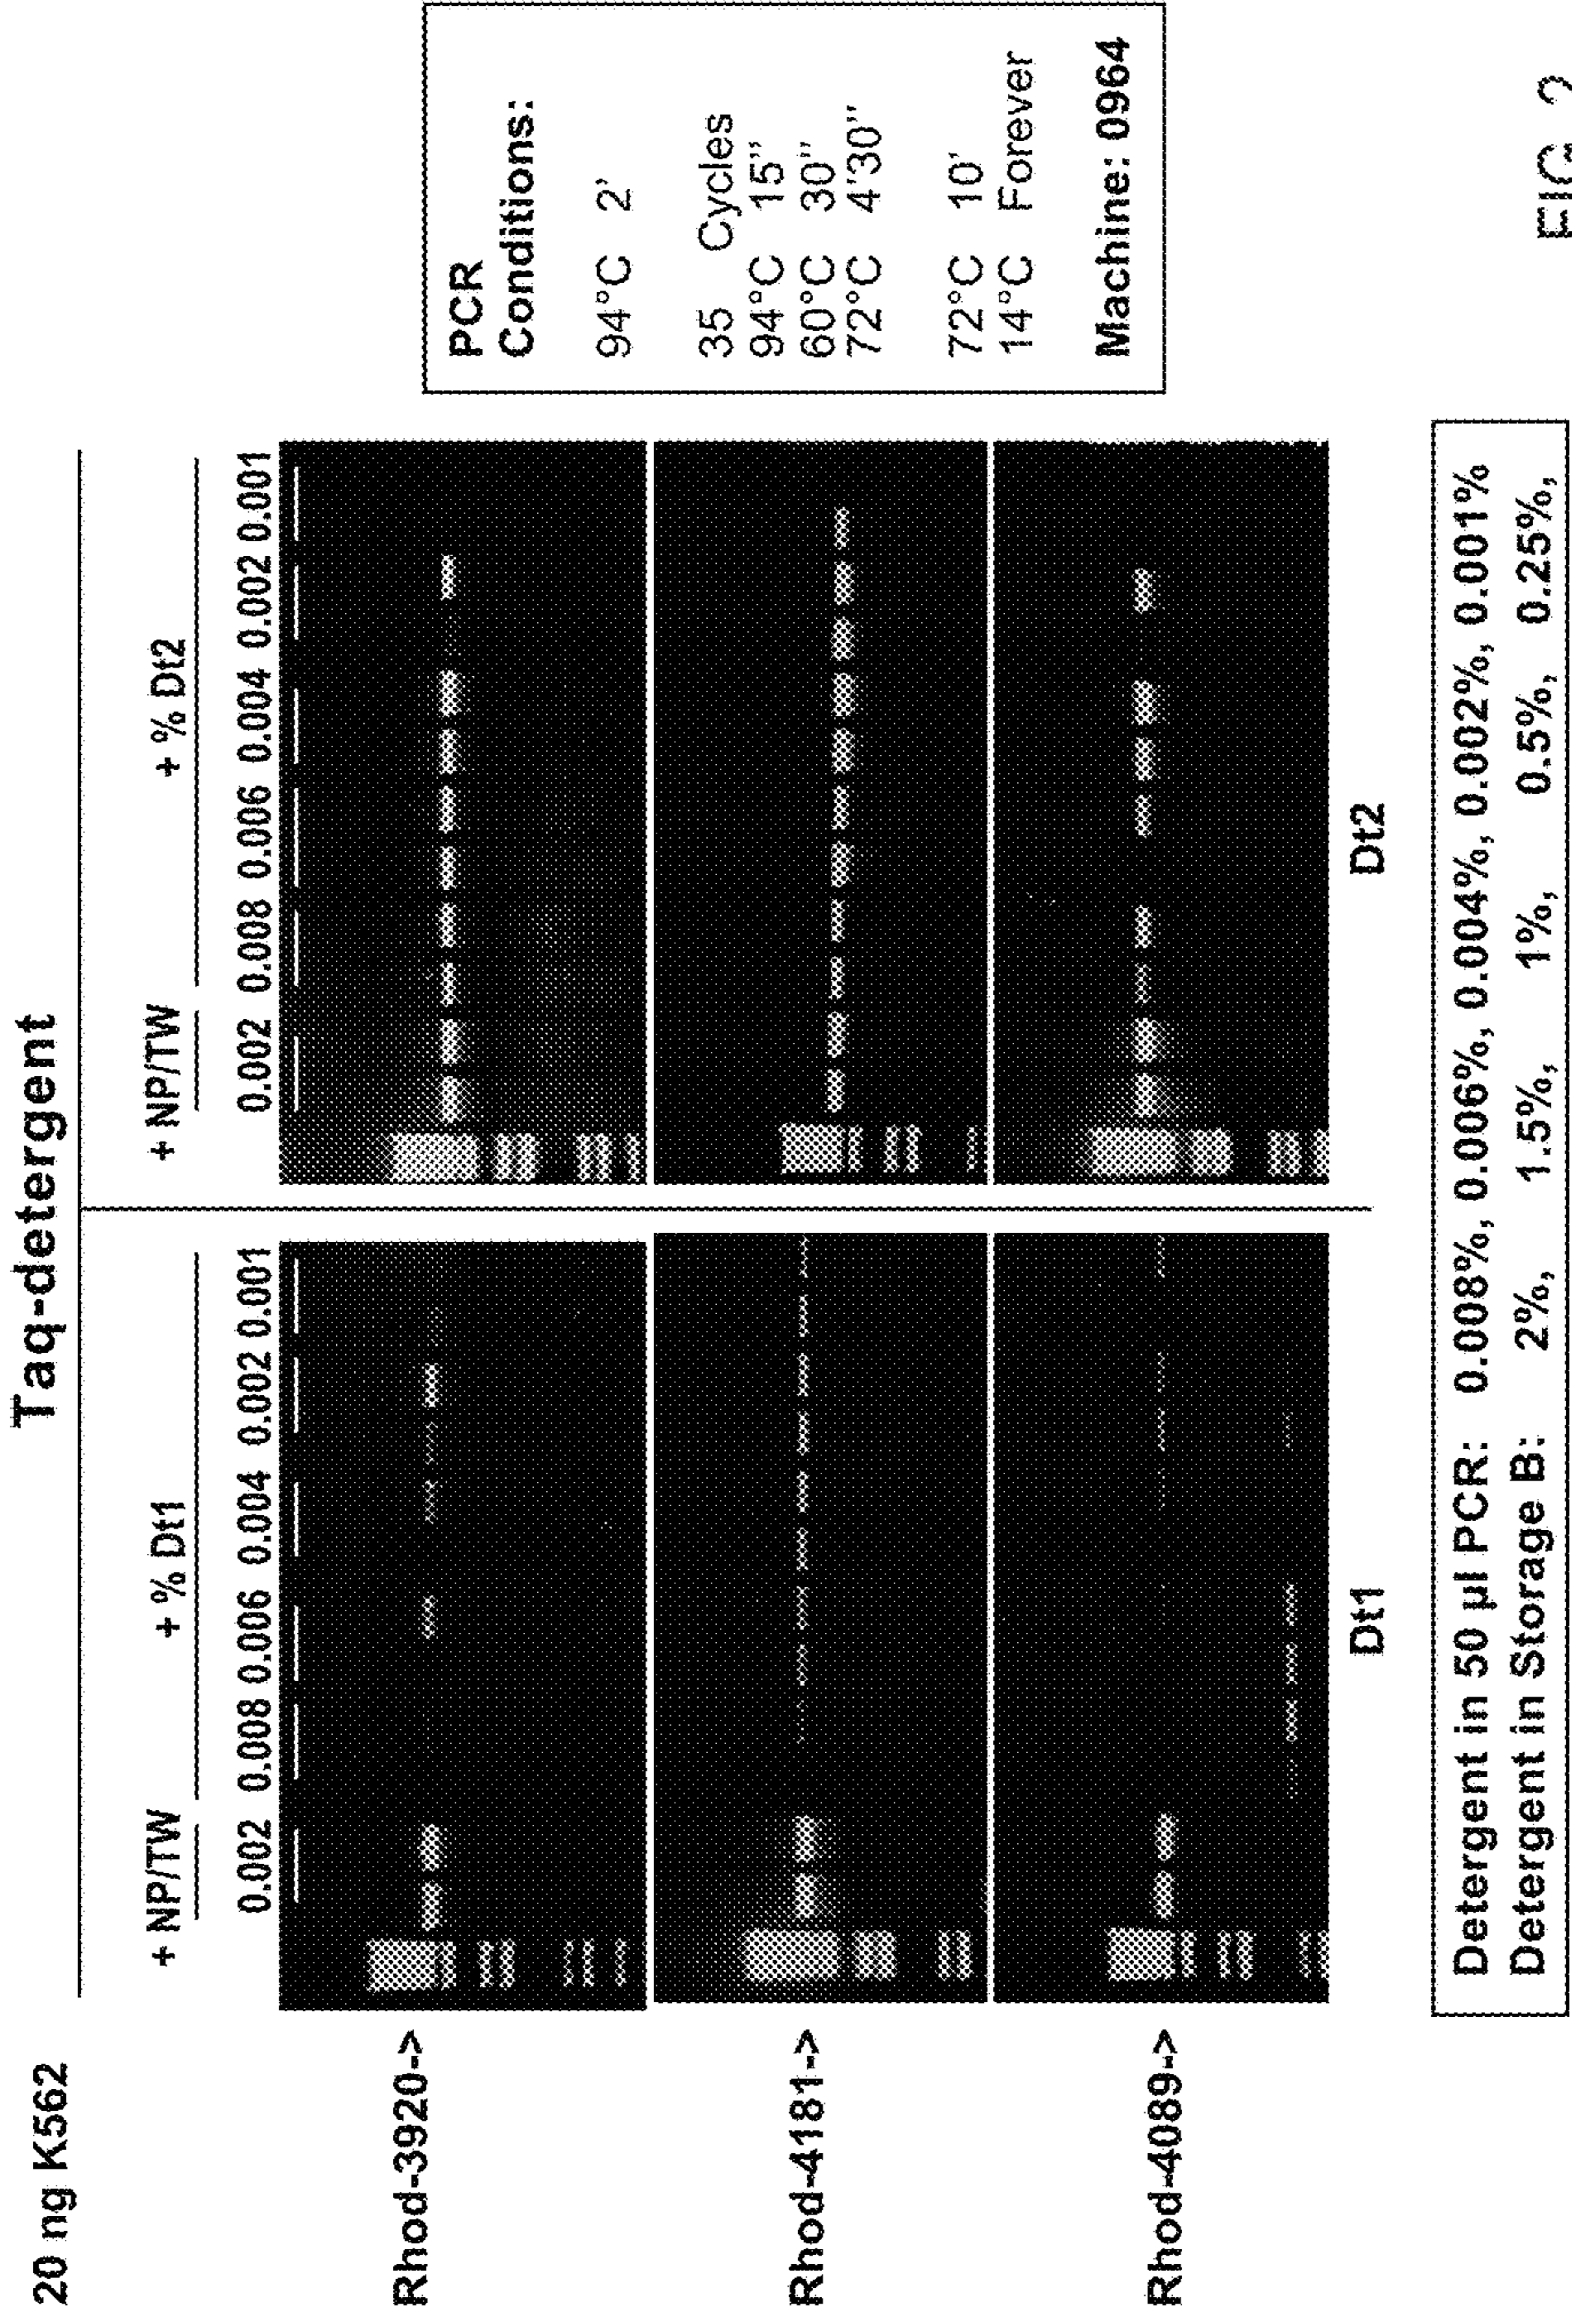 Taq-detergent
20 ng K562
+ NP/TW + % Dt1 + NP/TW + % Dt2
0.002 0.008 0.006 0.004 0.002 0.001 0.002 0.008 0.006 0.004 0.002 0.001
Rhod-3920->
Rhod-4181->
Rhod-4089->
Dt1 Dt2
PCR
Conditions:
94°C 2'
35 Cycles
94°C 15"
60°C 30"
72°C 4'30"
72°C 10'
14°C Forever
Machine: 0964
Detergent in 50 µl PCR: 0.008%, 0.006%, 0.004%, 0.002%, 0.001%
Detergent in Storage B: 2%, 1.5%, 1%, 0.5%, 0.25%,
FIG. 2